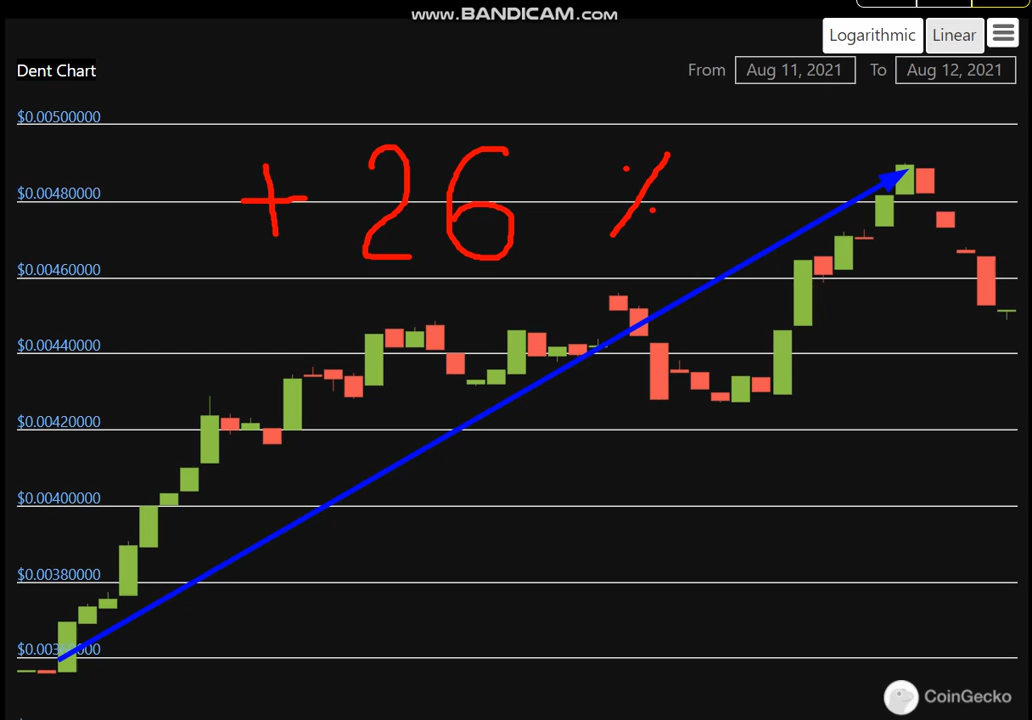 www.BANDICAM.com
Logarithmic Linear
Dent Chart From Aug 11, 2021 To Aug 12, 2021
$0.00500000
+ 26 %
$0.00480000
$0.00460000
$0.00440000
$0.00420000
$0.00400000
$0.00380000
CoinGecko